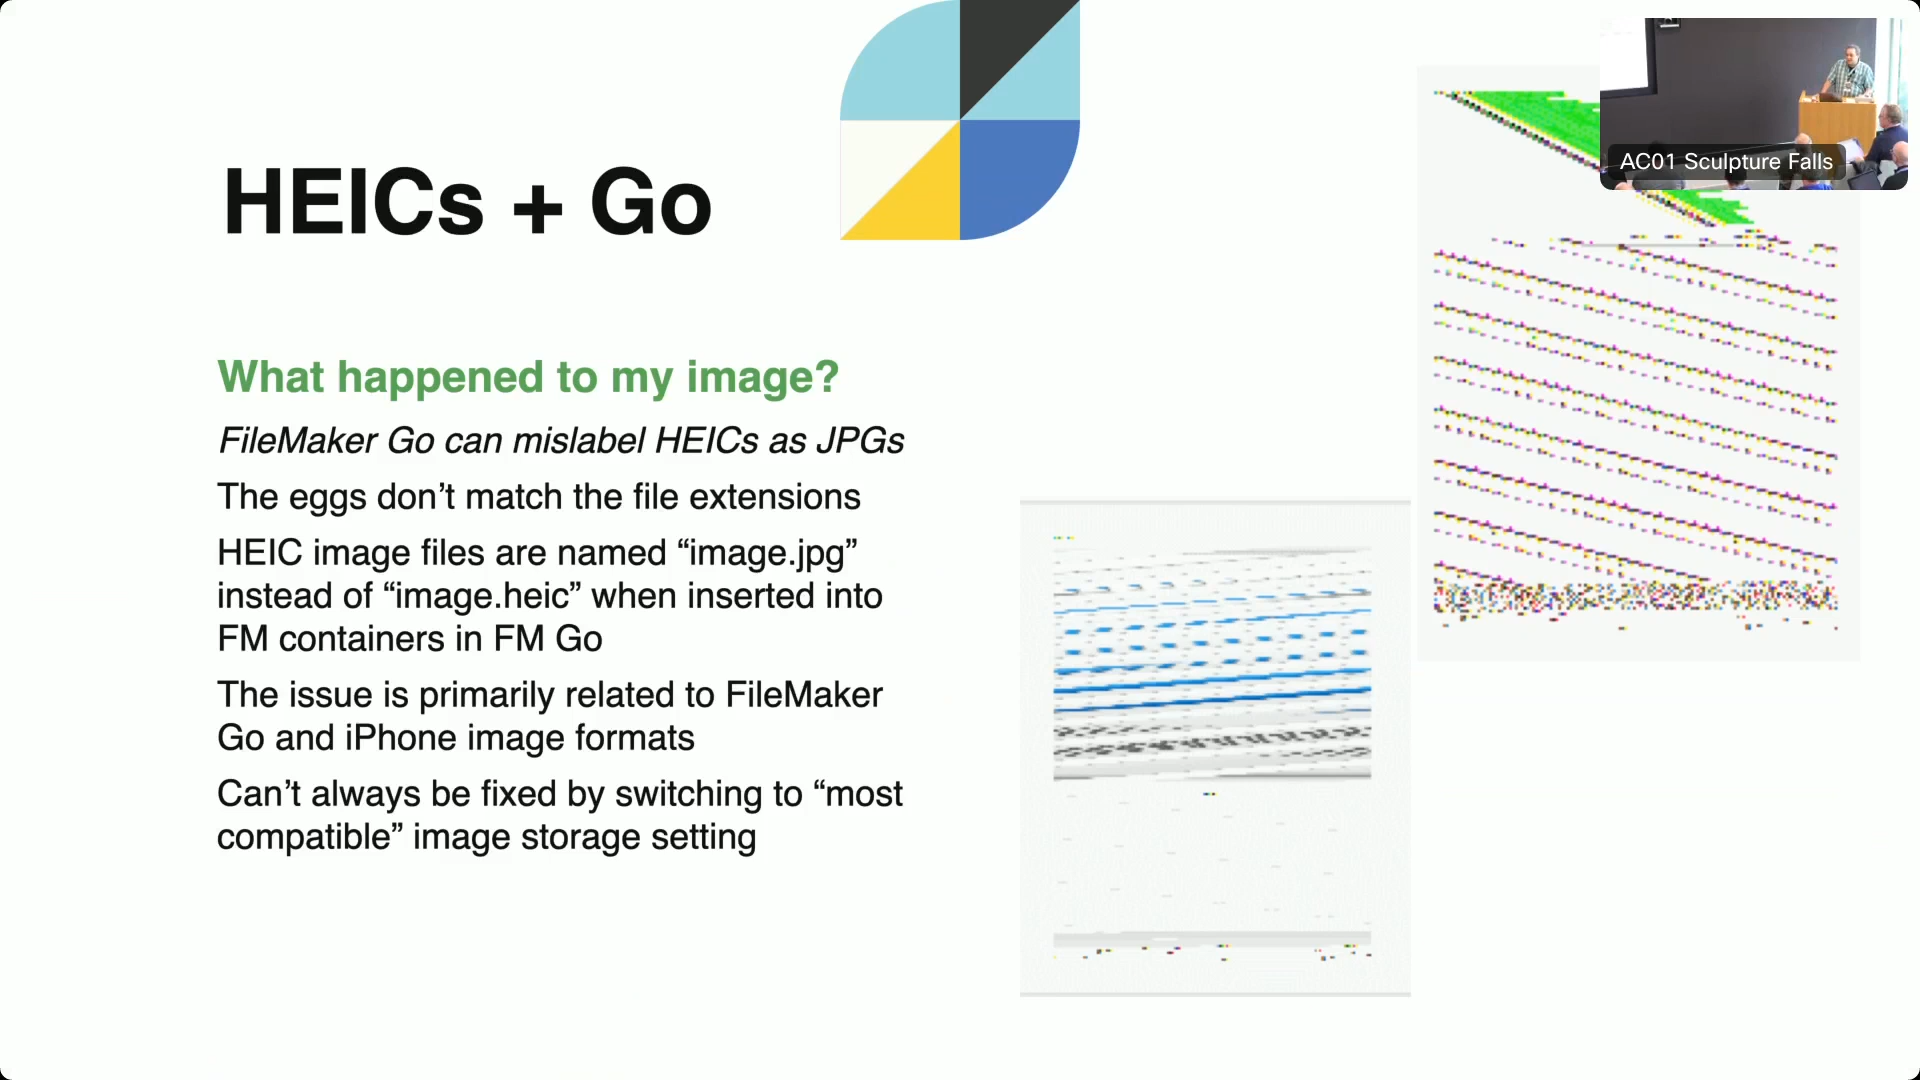 HEICs + Go
What happened to my image?
FileMaker Go can mislabel HEICs as JPGs
The eggs don’t match the file extensions
HEIC image files are named “image.jpg”
instead of “image.heic” when inserted into
FM containers in FM Go
The issue is primarily related to FileMaker
Go and iPhone image formats
Can’t always be fixed by switching to “most
compatible” image storage setting
AC01 Sculpture Falls